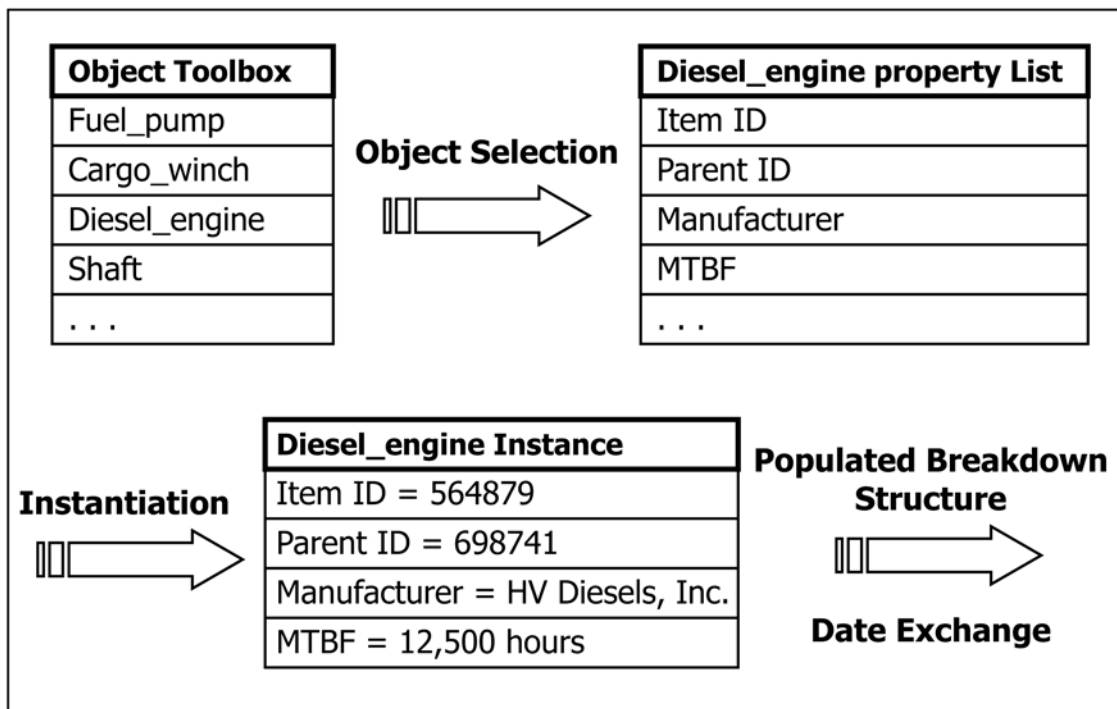 Object Toolbox
Fuel_pump
Cargo_winch
Diesel_engine
Shaft
. . .
Object Selection
Diesel_engine property List
Item ID
Parent ID
Manufacturer
MTBF
. . .
Instantiation
Diesel_engine Instance
Item ID = 564879
Parent ID = 698741
Manufacturer = HV Diesels, Inc.
MTBF = 12,500 hours
Populated Breakdown
Structure
Date Exchange